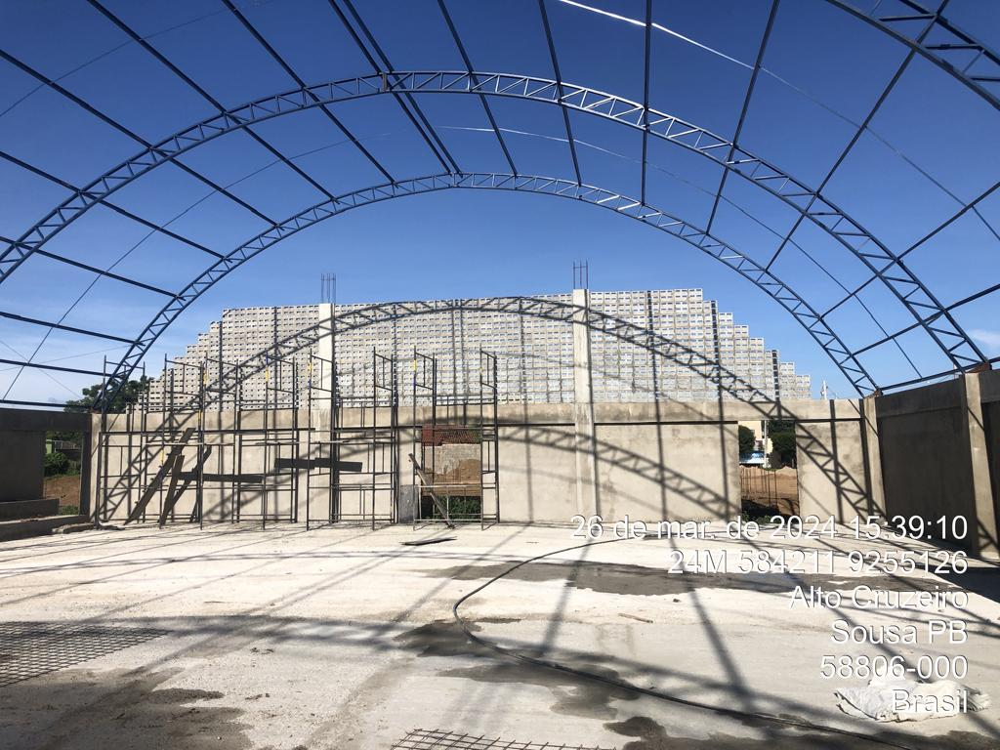 26 de mar. de 2024 15:39:10
24M 584211 9255126
Alto Cruzeiro
Sousa PB
58806-000
Brasil